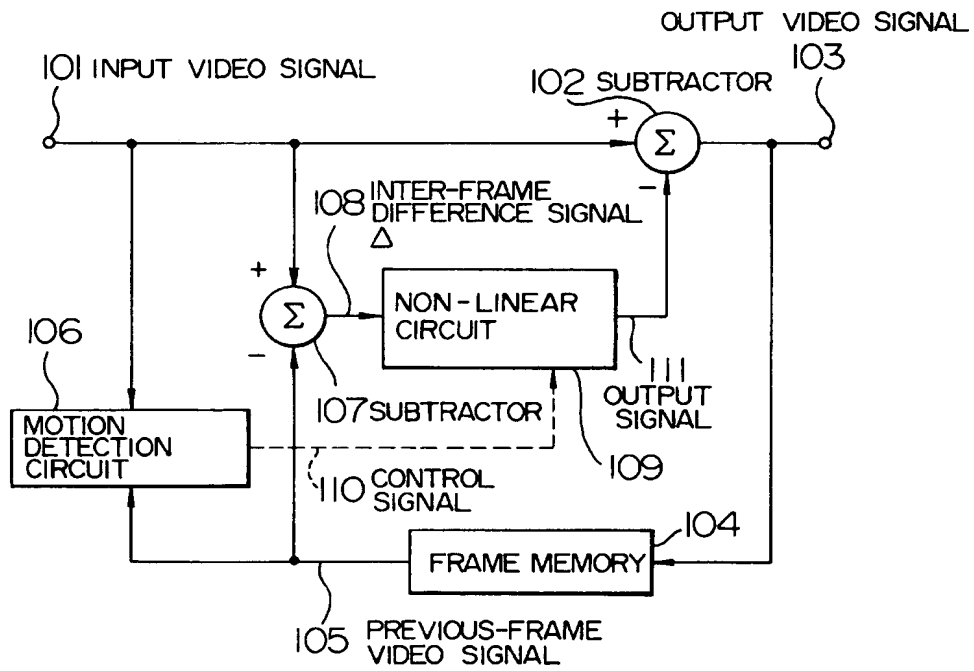 OUTPUT VIDEO SIGNAL
103
101 INPUT VIDEO SIGNAL
102 SUBTRACTOR
+
Σ
-
108 INTER-FRAME
DIFFERENCE SIGNAL
Δ
+
Σ
-
NON-LINEAR
CIRCUIT
106
111
OUTPUT
SIGNAL
107 SUBTRACTOR
MOTION
DETECTION
CIRCUIT
109
110 CONTROL
SIGNAL
104
FRAME MEMORY
105 PREVIOUS-FRAME
VIDEO SIGNAL